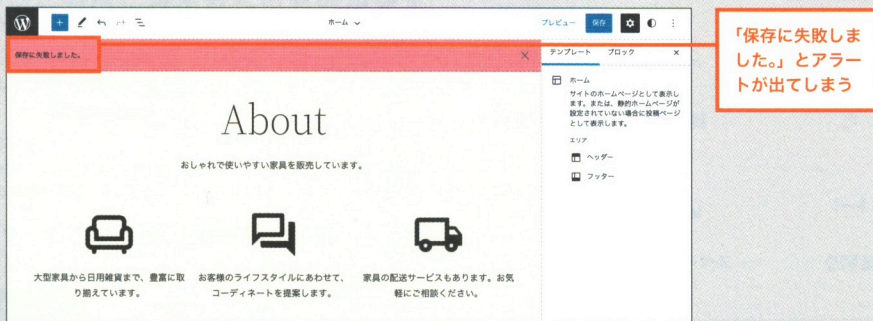 ホーム
プレビュー
保存
保存に失敗しました。
テンプレート
ブロック
ホーム
サイトのホームページとして表示し
ます。または、静的ホームページが
設定されていない場合に投稿ページ
として表示します。
エリア
ヘッダー
フッター
About
おしゃれで使いやすい家具を販売しています。
大型家具から日用雑貨まで、豊富に取
り揃えています。
お客様のライフスタイルにあわせて、
コーディネートを提案します。
家具の配送サービスもあります。お気
軽にご相談ください。
「保存に失敗しま
した。」とアラー
トが出てしまう